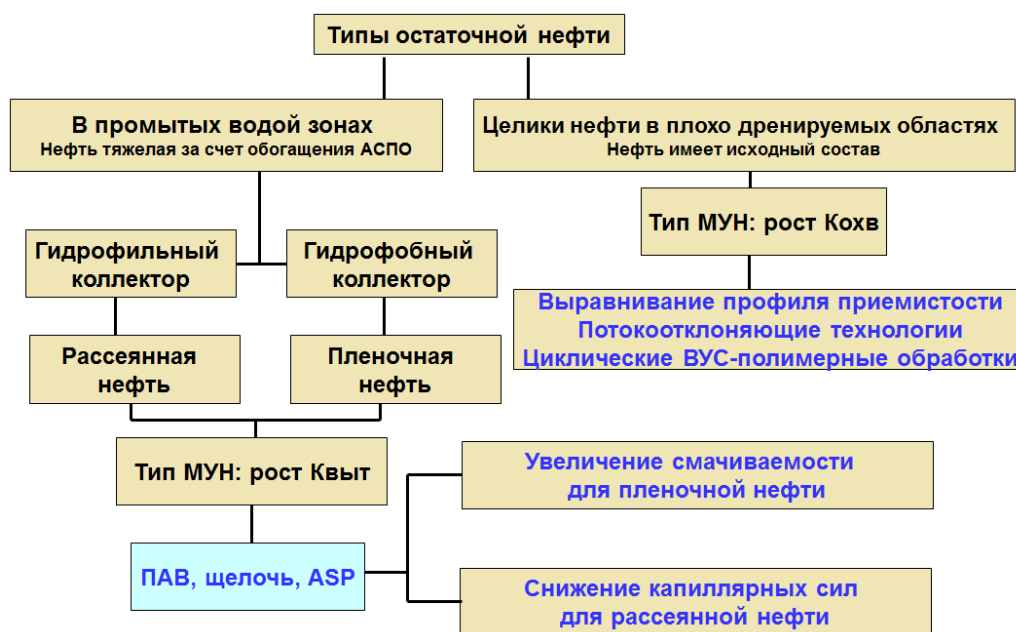 Типы остаточной нефти
В промытых водой зонах
Нефть тяжелая за счет обогащения АСПО
Целики нефти в плохо дренируемых областях
Нефть имеет исходный состав
Тип МУН: рост Кохв
Гидрофильный
коллектор
Гидрофобный
коллектор
Выравнивание профиля приемистости
Потокоотклоняющие технологии
Циклические ВУС-полимерные обработки
Рассеянная
нефть
Пленочная
нефть
Тип МУН: рост Квыт
Увеличение смачиваемости
для пленочной нефти
ПАВ, щелочь, ASP
Снижение капиллярных сил
для рассеянной нефти